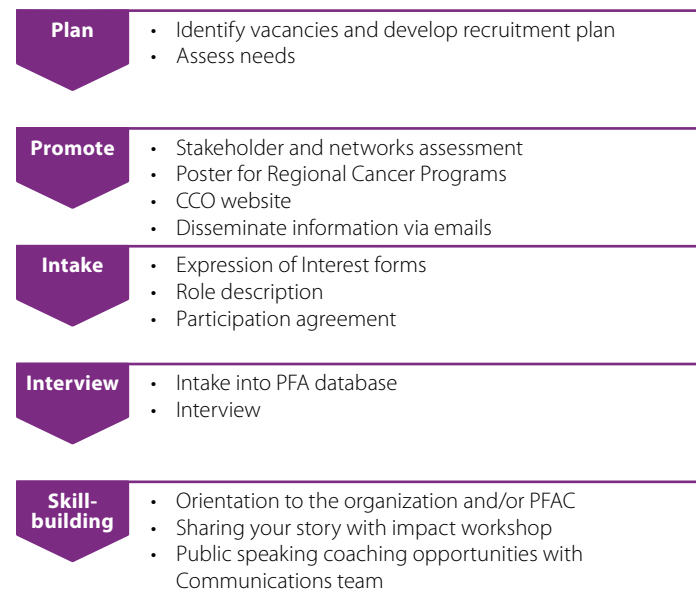 Plan
• Identify vacancies and develop recruitment plan
• Assess needs
Promote
• Stakeholder and networks assessment
• Poster for Regional Cancer Programs
• CCO website
• Disseminate information via emails
Intake
• Expression of Interest forms
• Role description
• Participation agreement
Interview
• Intake into PFA database
• Interview
Skill-
building
• Orientation to the organization and/or PFAC
• Sharing your story with impact workshop
• Public speaking coaching opportunities with
Communications team